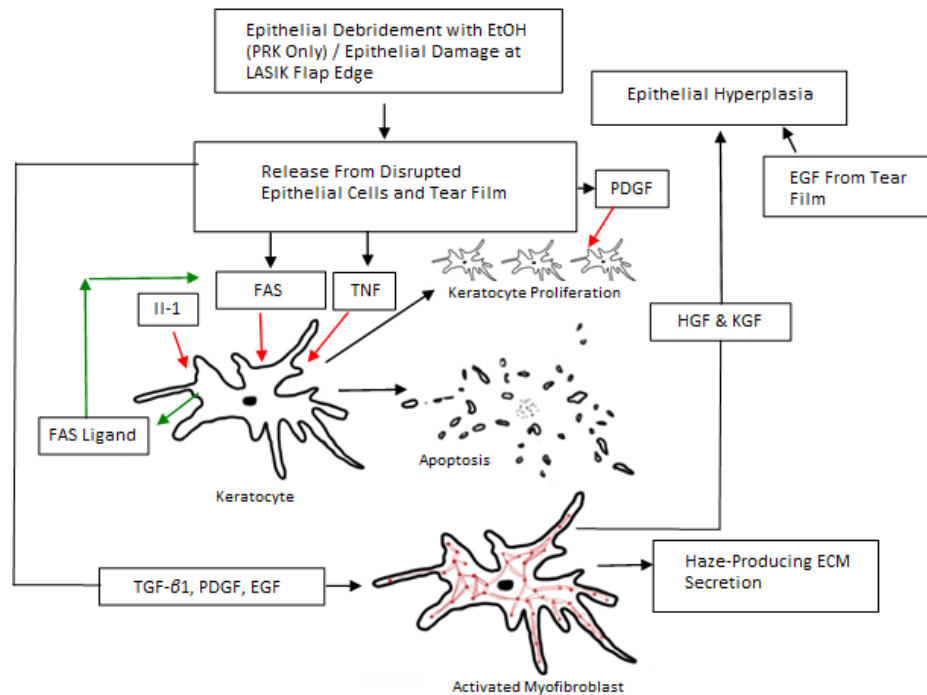 Epithelial Debridement with EtOH
(PRK Only) / Epithelial Damage at
LASIK Flap Edge
Epithelial Hyperplasia
Release From Disrupted
Epithelial Cells and Tear Film
PDGF
EGF From Tear
Film
FAS
TNF
Keratocyte Proliferation
Il-1
HGF & KGF
FAS Ligand
Apoptosis
Keratocyte
TGF-β1, PDGF, EGF
Haze-Producing ECM
Secretion
Activated Myofibroblast